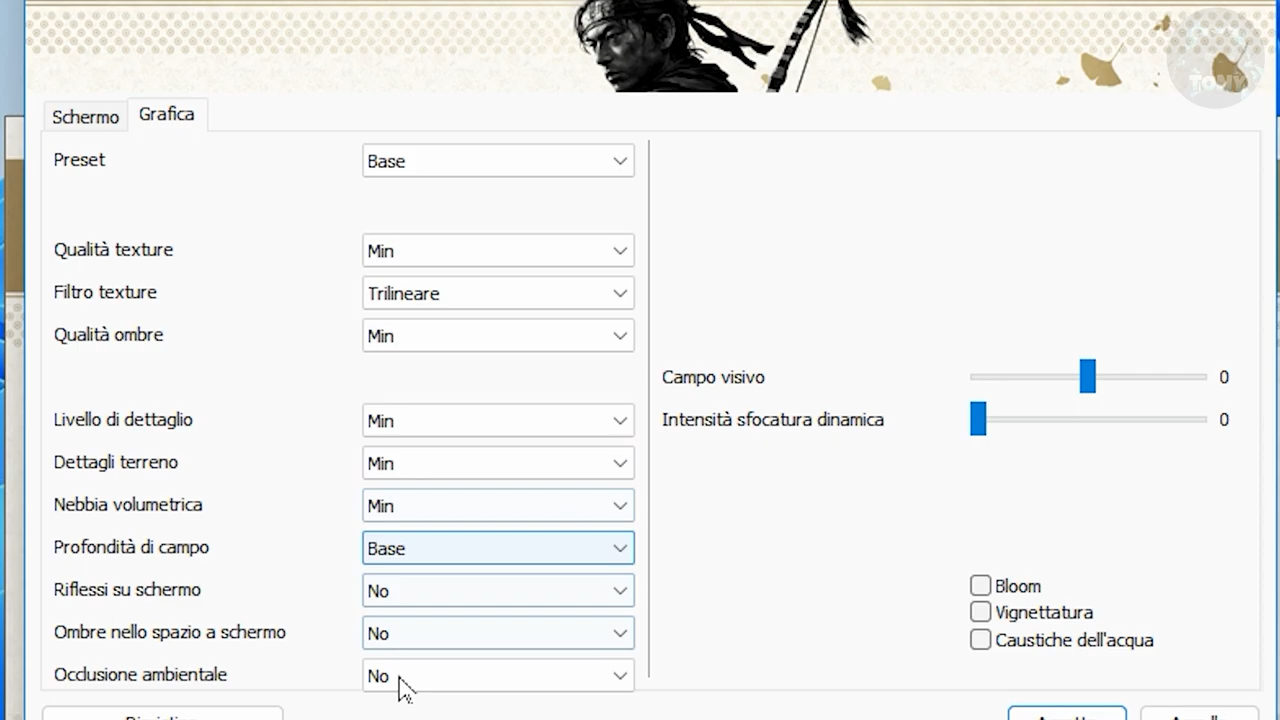 TOMY
Schermo
Grafica
Preset
Base
Qualità texture
Min
Filtro texture
Trilineare
Qualità ombre
Min
Livello di dettaglio
Min
Dettagli terreno
Min
Nebbia volumetrica
Min
Profondità di campo
Base
Riflessi su schermo
No
Ombre nello spazio a schermo
No
Occlusione ambientale
No
Campo visivo
0
Intensità sfocatura dinamica
0
Bloom
Vignettatura
Caustiche dell'acqua